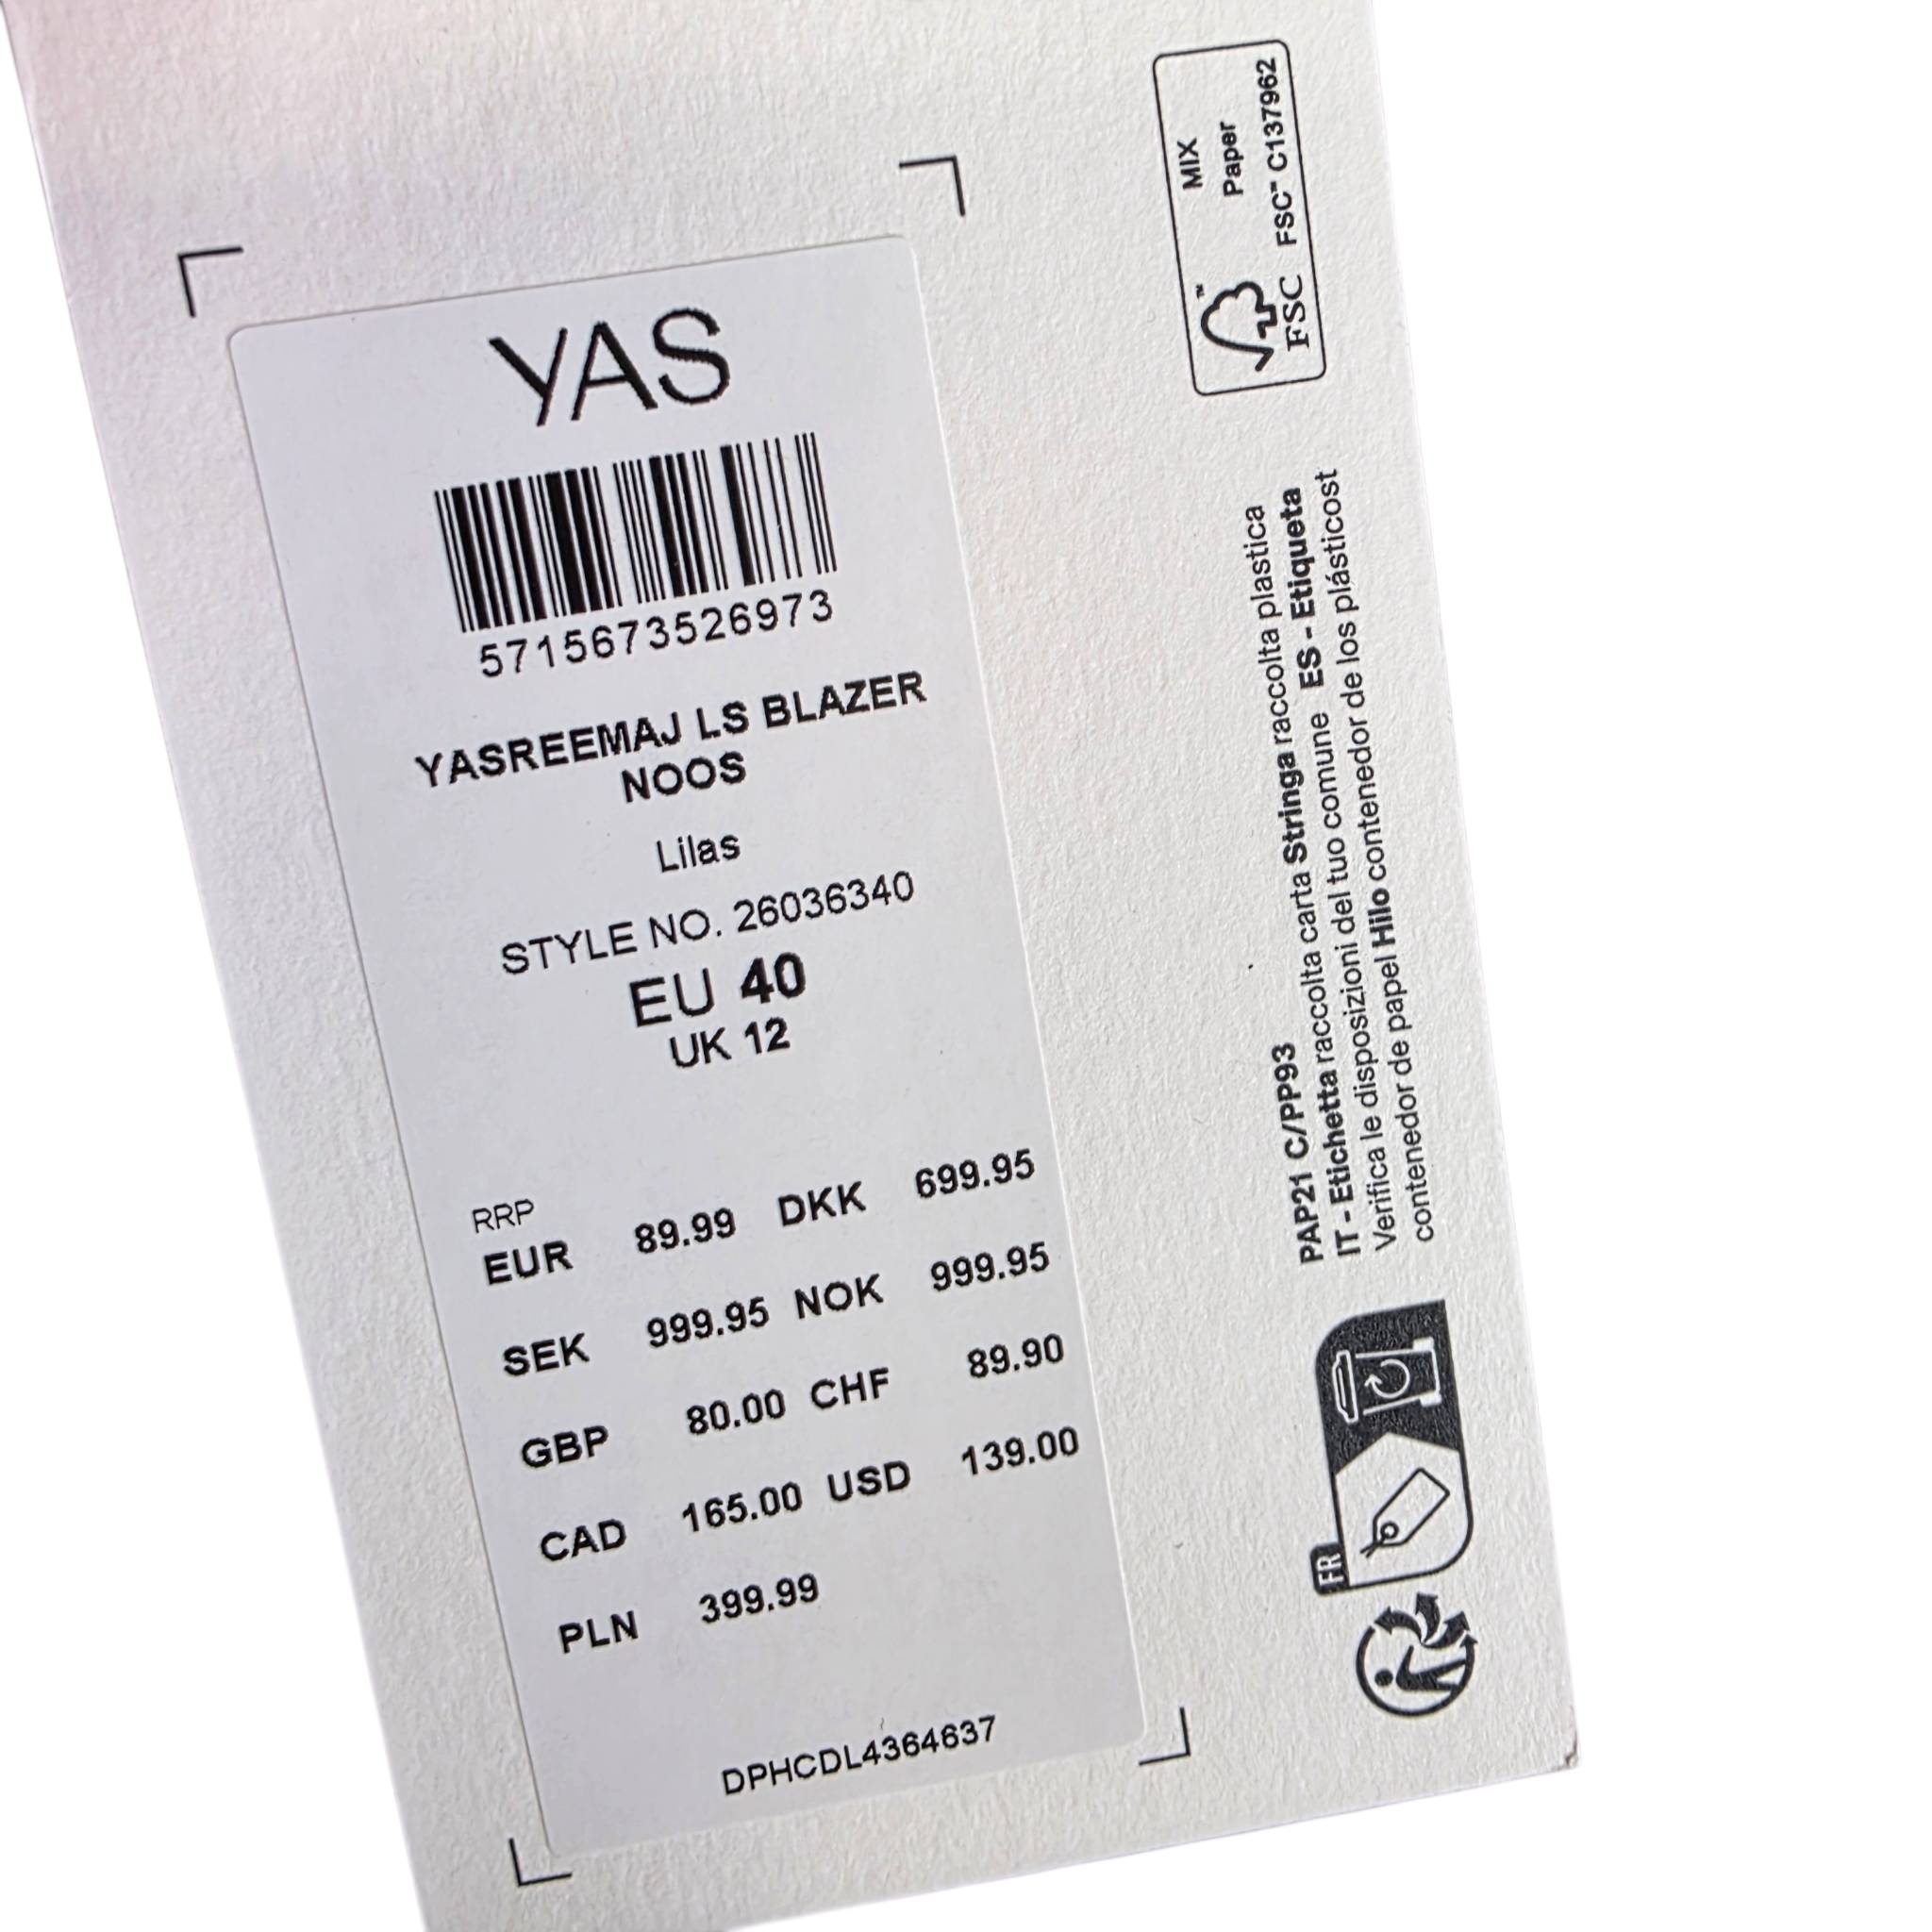 YAS
5715673526973
YASREEMAJ LS BLAZER
NOOS
Lilas
STYLE NO. 26036340
EU 40
UK 12
RRP
EUR 89.99 DKK 699.95
SEK 999.95 NOK 999.95
GBP 80.00 CHF 89.90
CAD 165.00 USD 139.00
PLN 399.99
DPHCDL4364637
MIX
Paper
FSC™ C137962
FSC
PAP21 C/PP93
IT - Etichetta raccolta carta Stringa raccolta plastica
Verifica le disposizioni del tuo comune ES - Etiqueta
contenedor de papel Hilo contenedor de los plásticost
FR